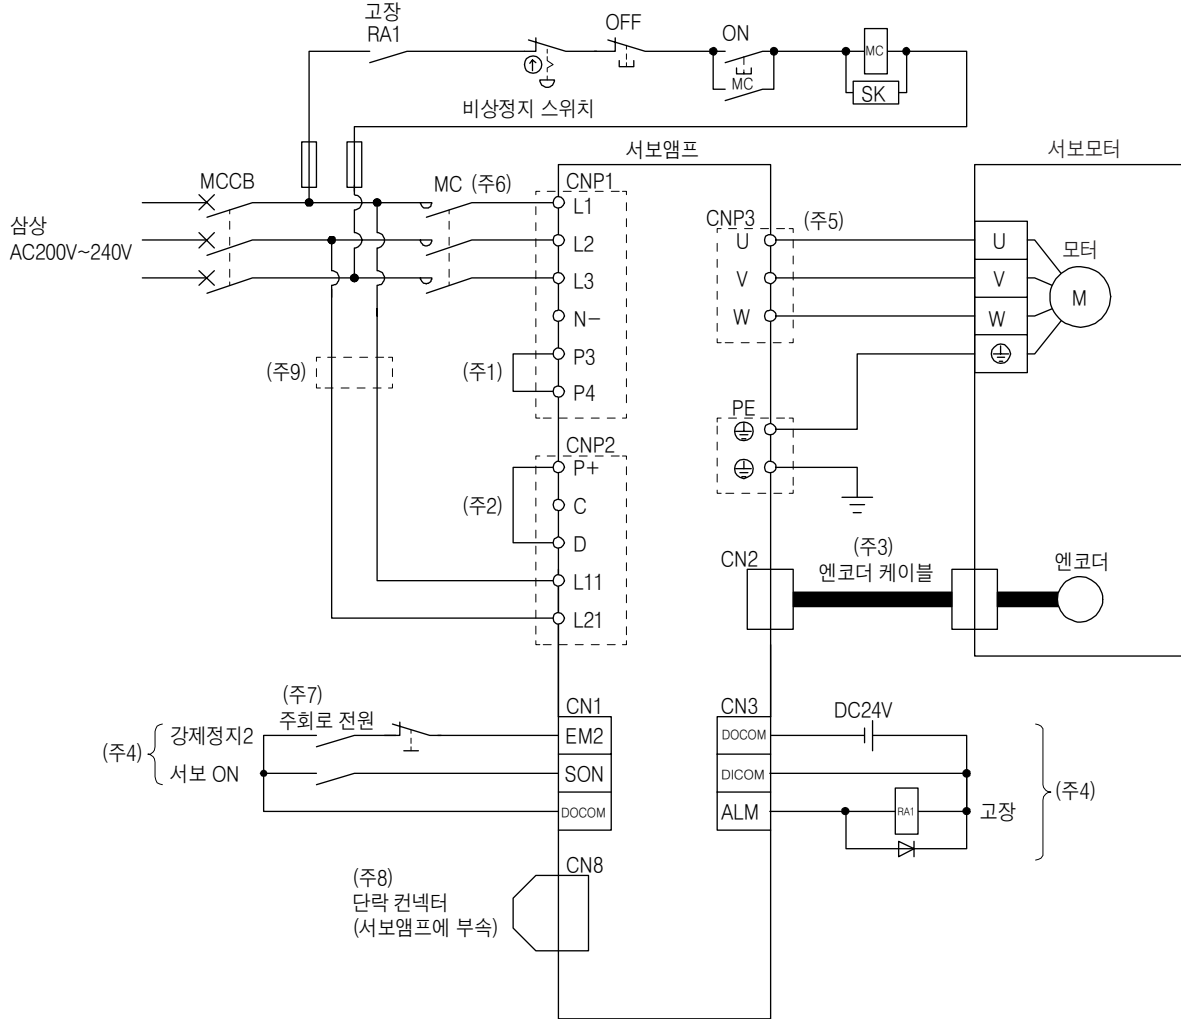 고장
RA1
OFF
ON
MC
MC
SK
비상정지 스위치
서보앰프
서보모터
MCCB
MC (주6)
CNP1
삼상
AC200V~240V
L1
L2
L3
N−
P3
P4
(주1)
(주9)
CNP3
(주5)
U
V
W
U
V
W
모터
M
PE
CNP2
P+
C
D
L11
L21
(주2)
CN2
(주3)
엔코더 케이블
엔코더
(주7)
주회로 전원
(주4)
강제정지2
서보 ON
CN1
EM2
SON
DOCOM
CN3
DOCOM
DICOM
ALM
DC24V
RA1
고장
(주4)
CN8
(주8)
단락 컨넥터
(서보앰프에 부속)